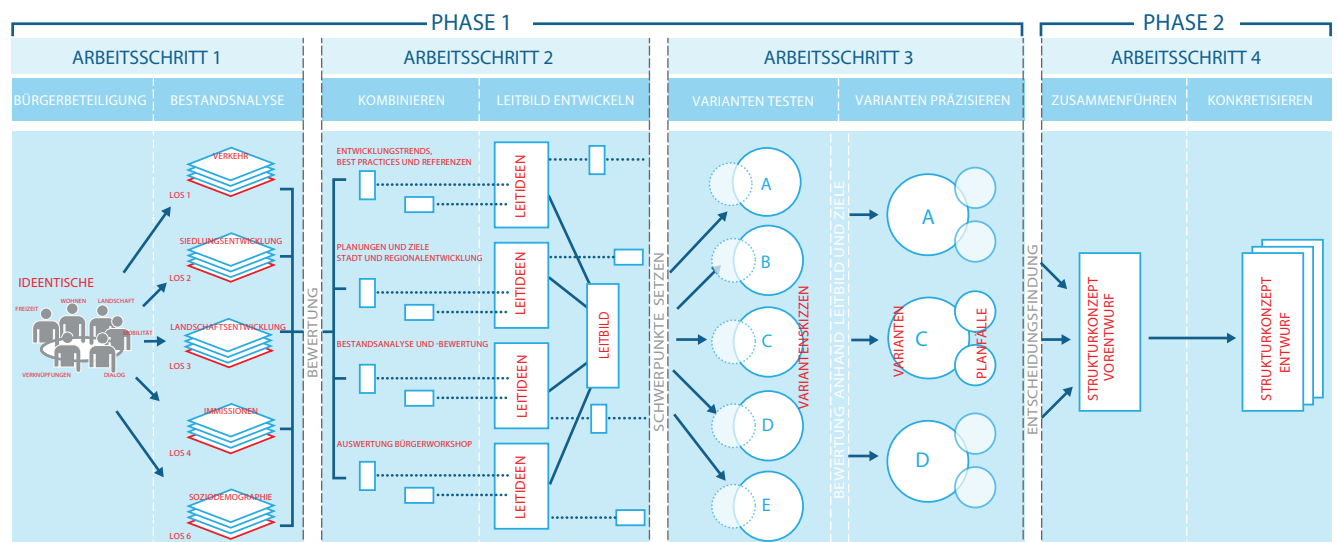 PHASE 1
PHASE 2
ARBEITSSCHRITT 1
ARBEITSSCHRITT 2
ARBEITSSCHRITT 3
ARBEITSSCHRITT 4
BÜRGERBETEILIGUNG
BESTANDSANALYSE
KOMBINIEREN
LEITBILD ENTWICKELN
VARIANTEN TESTEN
VARIANTEN PRÄZISIEREN
ZUSAMMENFÜHREN
KONKRETISIEREN
IDEENTISCHE
FREIZEIT
WOHNEN
LANDSCHAFT
MOBILITÄT
VERKNÜPFUNGEN
DIALOG
VERKEHR
LOS 1
SIEDLUNGSENTWICKLUNG
LOS 2
LANDSCHAFTSENTWICKLUNG
LOS 3
IMMISSIONEN
LOS 4
SOZIODEMOGRAPHIE
LOS 6
BEWERTUNG
ENTWICKLUNGSTRENDS,
BEST PRACTICES UND REFERENZEN
PLANUNGEN UND ZIELE
STADT UND REGIONALENTWICKLUNG
BESTANDSANALYSE UND -BEWERTUNG
AUSWERTUNG BÜRGERWORKSHOP
LEITIDEEN
LEITIDEEN
LEITIDEEN
LEITIDEEN
LEITBILD
SCHWERPUNKTE SETZEN
A
B
C
D
E
VARIANTENSKIZZEN
BEWERTUNG ANHAND LEITBILD UND ZIELE
A
C
D
VARIANTEN
PLANFÄLLE
ENTSCHEIDUNGSFINDUNG
STRUKTURKONZEPT
VORENTWURF
STRUKTURKONZEPT
ENTWURF